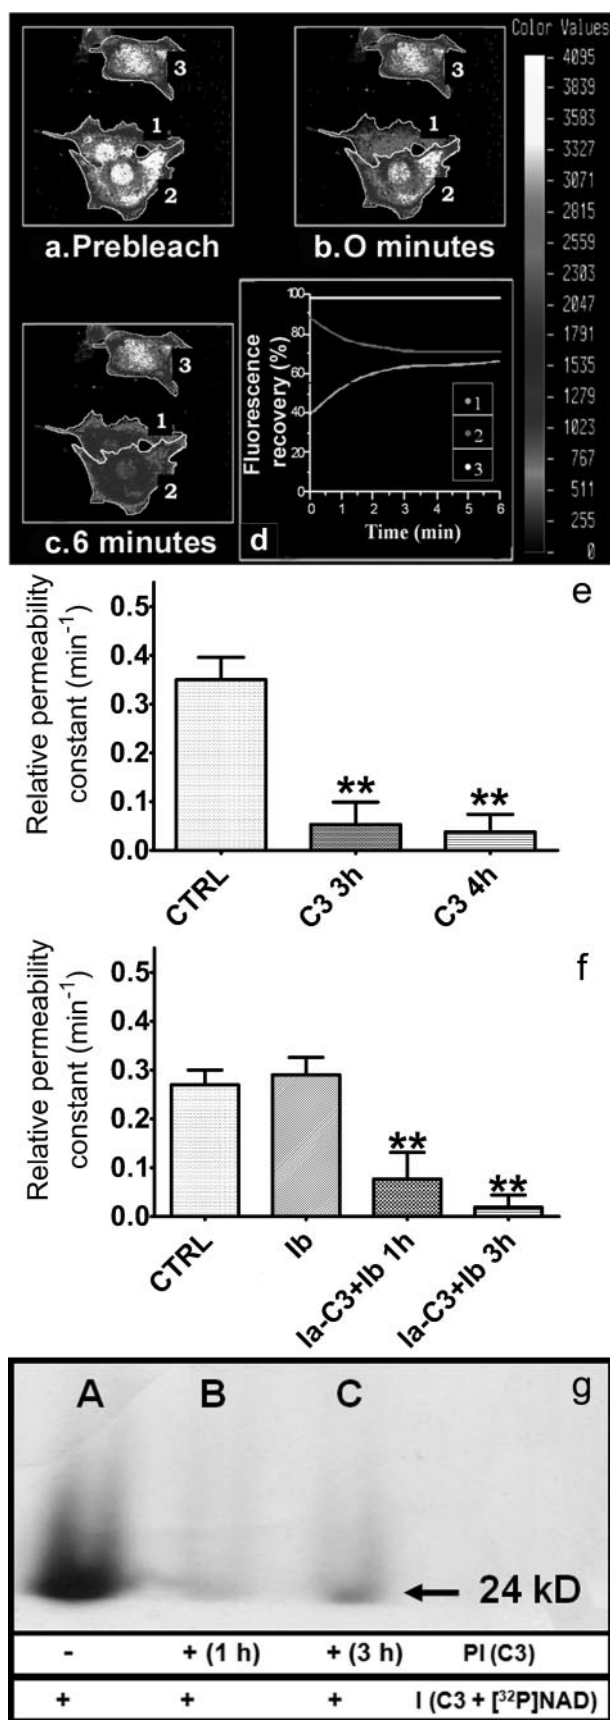 Color Values
4095
3839
3583
3327
3071
2815
2559
2303
2047
1791
1535
1279
1023
767
511
255
0
3
1
2
a.Prebleach
3
1
2
b.O minutes
3
1
2
c.6 minutes
Fluorescence
recovery (%)
100
80
60
40
20
0
0 1 2 3 4 5 6
Time (min)
1
2
3
d
e
Relative permeability
constant (min-1)
0.5
0.4
0.3
0.2
0.1
0.0
** **
CTRL C3 3h C3 4h
f
Relative permeability
constant (min-1)
0.5
0.4
0.3
0.2
0.1
0.0
** **
CTRL Ib Ia-C3+Ib 1h Ia-C3+Ib 3h
A B C g
24 kD
- + (1 h) + (3 h) PI (C3)
+ + + I (C3 + [32P]NAD)